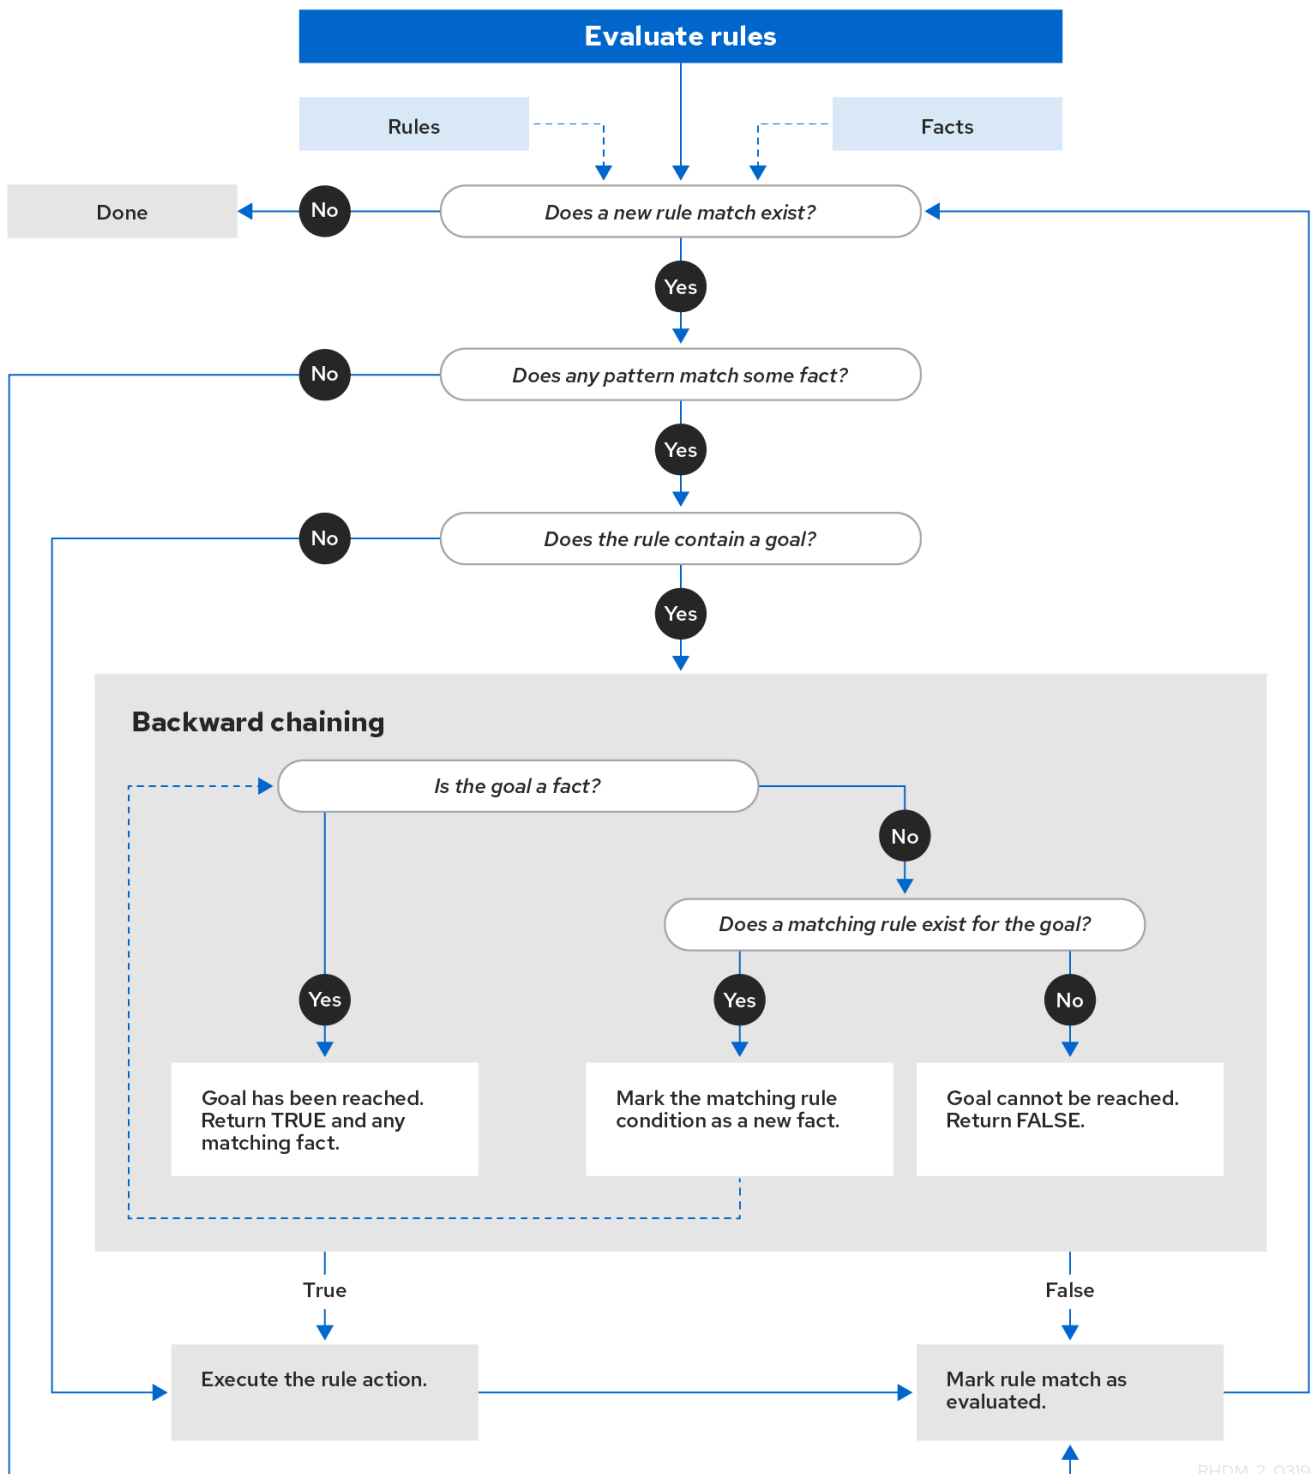 Evaluate rules
Rules
Facts
Done
No
Does a new rule match exist?
Yes
No
Does any pattern match some fact?
Yes
No
Does the rule contain a goal?
Yes
Backward chaining
Is the goal a fact?
No
Does a matching rule exist for the goal?
Yes
Yes
No
Goal has been reached.
Return TRUE and any
matching fact.
Mark the matching rule
condition as a new fact.
Goal cannot be reached.
Return FALSE.
True
False
Execute the rule action.
Mark rule match as
evaluated.
RHDM_2_0319